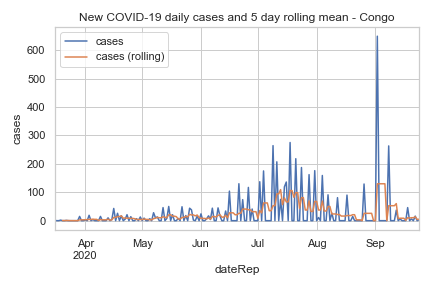 New COVID-19 daily cases and 5 day rolling mean - Congo
cases
cases (rolling)
600
500
400
300
200
100
0
cases
Apr
2020
May
Jun
Jul
Aug
Sep
dateRep